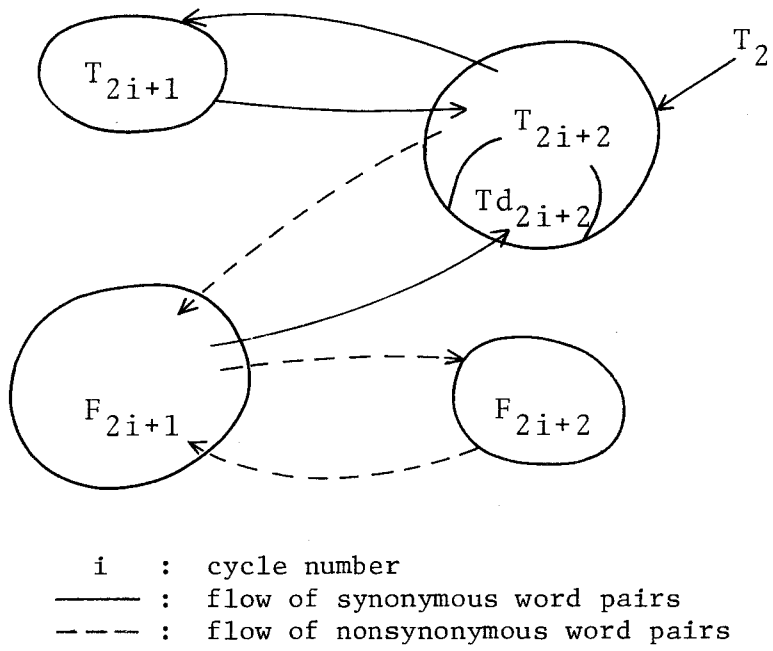 T2
T2i+1
T2i+2
Td2i+2
F2i+1
F2i+2
i : cycle number
——— : flow of synonymous word pairs
– – – : flow of nonsynonymous word pairs